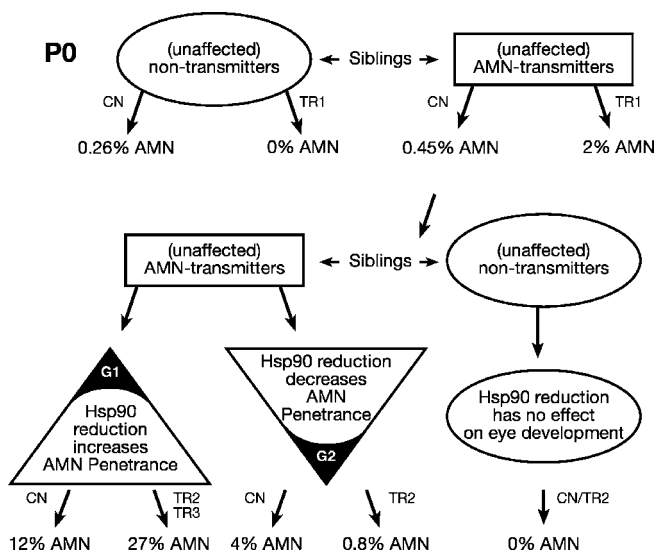 P0
(unaffected)
non-transmitters
Siblings
(unaffected)
AMN-transmitters
CN
TR1
CN
TR1
0.26% AMN
0% AMN
0.45% AMN
2% AMN
(unaffected)
AMN-transmitters
Siblings
(unaffected)
non-transmitters
G1
Hsp90
reduction
increases
AMN Penetrance
Hsp90 reduction
decreases
AMN
Penetrance
G2
Hsp90 reduction
has no effect
on eye development
CN
TR2
TR3
CN
TR2
CN/TR2
12% AMN
27% AMN
4% AMN
0.8% AMN
0% AMN